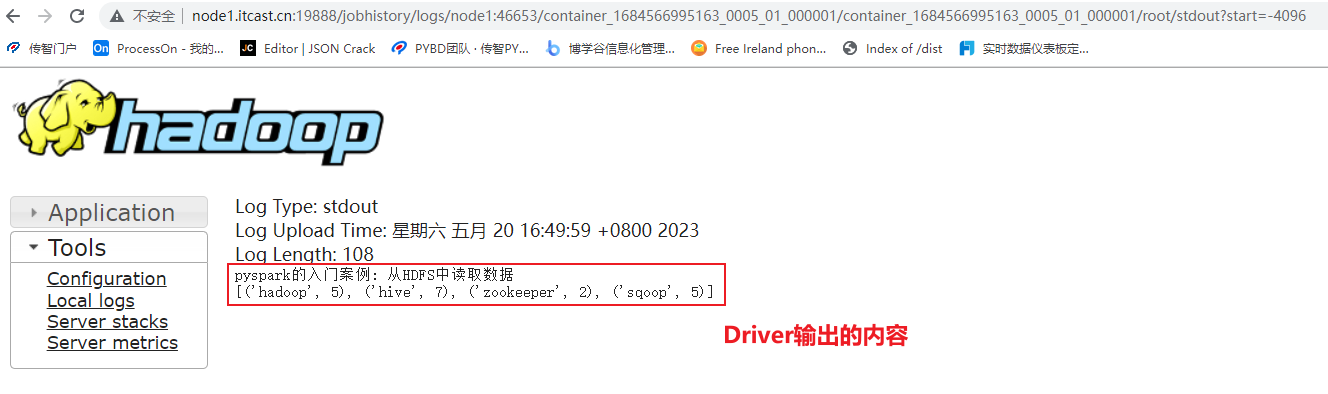 不安全 node1.itcast.cn:19888/jobhistory/logs/node1:46653/container_1684566995163_0005_01_000001/container_1684566995163_0005_01_000001/root/stdout?start=-4096
传智门户 On ProcessOn - 我的... JC Editor | JSON Crack PYBD团队 · 传智PY... 博学谷信息化管理... Free Ireland phon... Index of /dist 实时数据仪表板定...
hadoop
Application
Tools
Configuration
Local logs
Server stacks
Server metrics
Log Type: stdout
Log Upload Time: 星期六 五月 20 16:49:59 +0800 2023
Log Length: 108
pyspark的入门案例: 从HDFS中读取数据
[('hadoop', 5), ('hive', 7), ('zookeeper', 2), ('sqoop', 5)]
Driver输出的内容